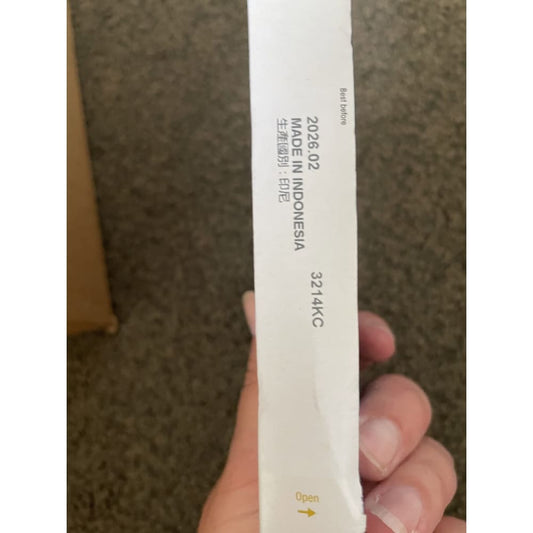 Best before
2026.02
3214KC
MADE IN INDONESIA
生產國別：印尼
Open